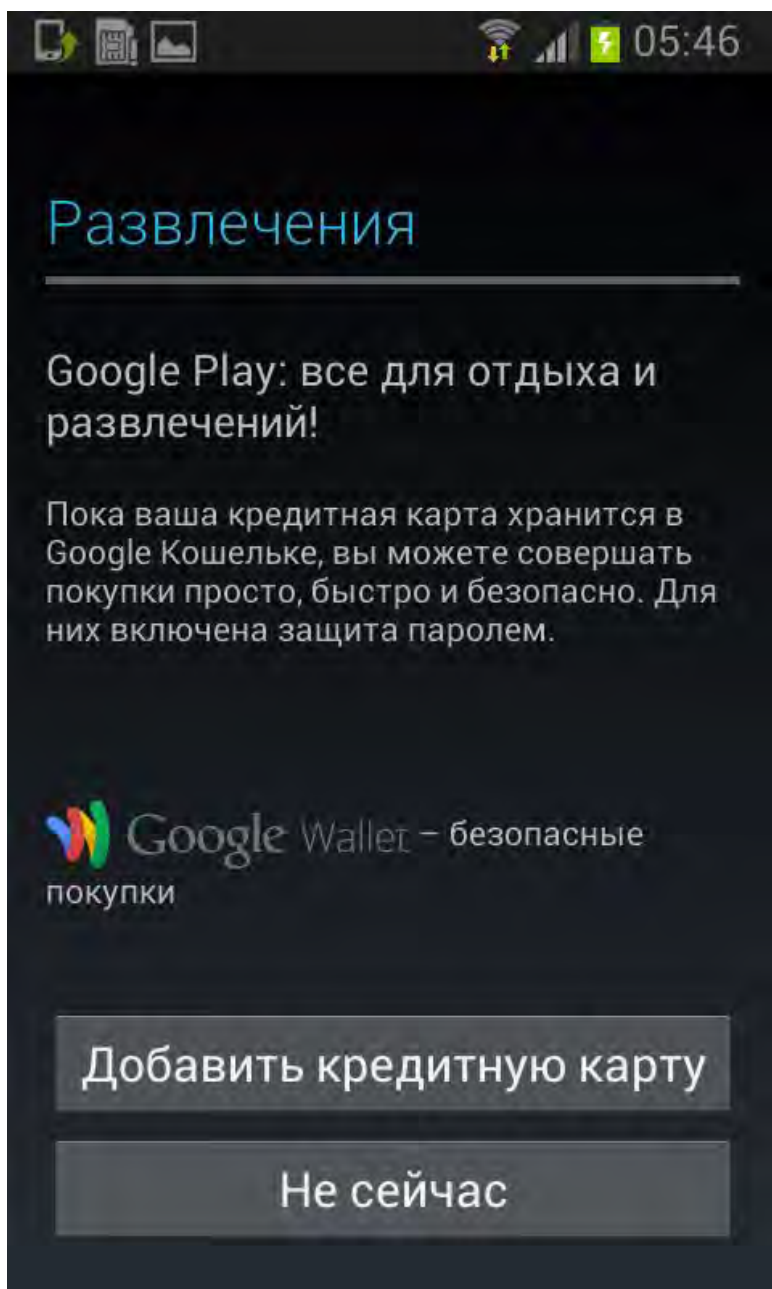 05:46
Развлечения
Google Play: все для отдыха и
развлечений!
Пока ваша кредитная карта хранится в
Google Кошельке, вы можете совершать
покупки просто, быстро и безопасно. Для
них включена защита паролем.
Google Wallet – безопасные
покупки
Добавить кредитную карту
Не сейчас